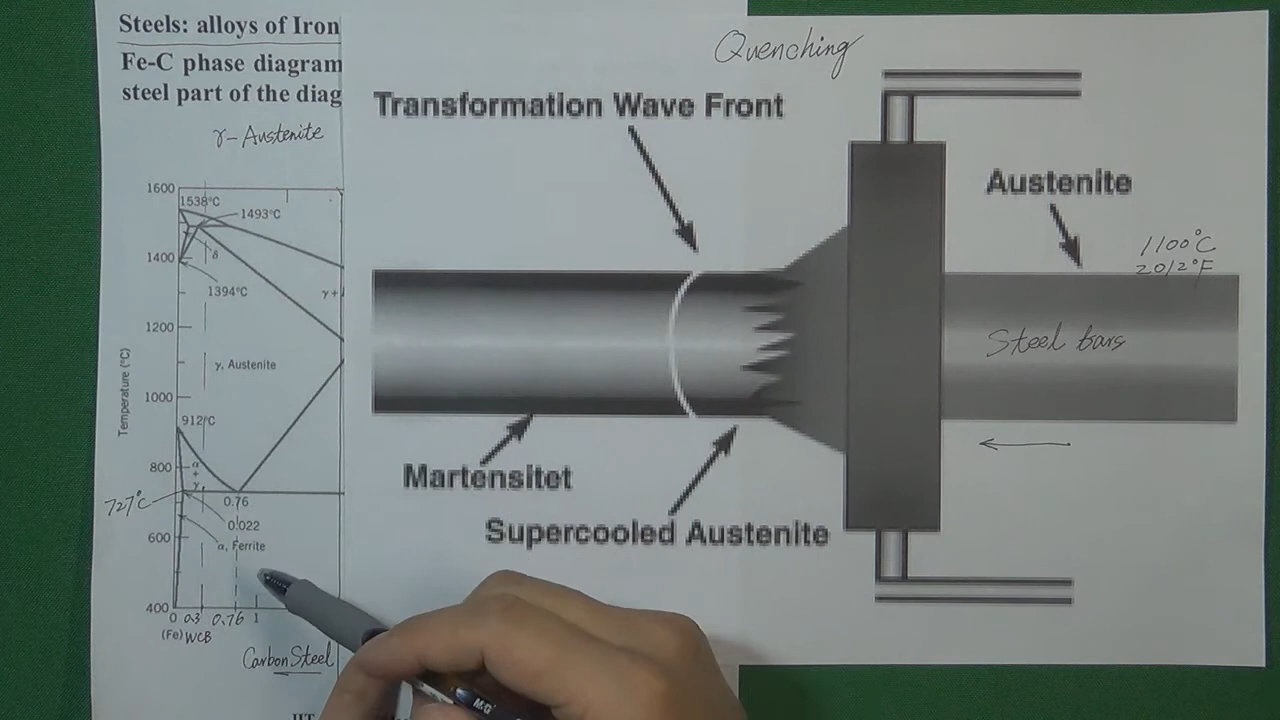 Steels: alloys of Iron
Fe-C phase diagram
steel part of the diag
γ-Austenite
1600
1538°C
1493°C
1400
δ
1394°C
γ+
1200
Temperature (°C)
γ, Austenite
1000
912°C
800
α
+
γ
727°C
0.76
0.022
600
α, Ferrite
400
0 0.3 0.76 1
(Fe) WCB
Carbon Steel
Quenching
Transformation Wave Front
Austenite
1100°C
2012°F
Steel bars
Martensitet
Supercooled Austenite
M&G